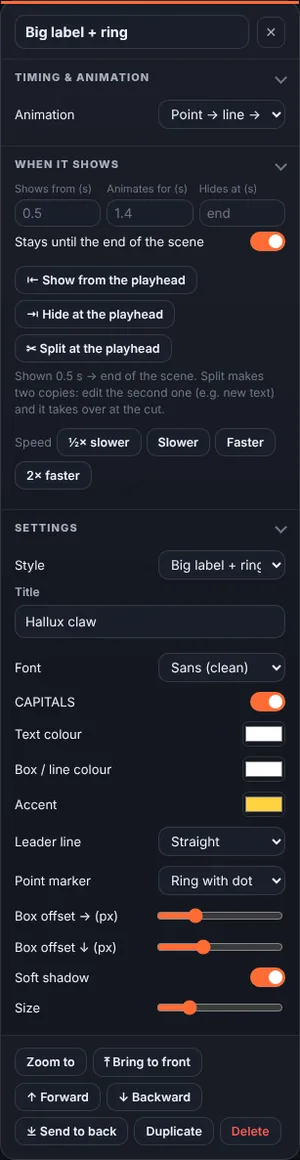 Big label + ring ✕
TIMING & ANIMATION
Animation Point → line →
WHEN IT SHOWS
Shows from (s) Animates for (s) Hides at (s)
0.5 1.4 end
Stays until the end of the scene
⇤ Show from the playhead
⇥ Hide at the playhead
✂ Split at the playhead
Shown 0.5 s → end of the scene. Split makes
two copies: edit the second one (e.g. new text)
and it takes over at the cut.
Speed ½× slower Slower Faster
2× faster
SETTINGS
Style Big label + ring
Title
Hallux claw
Font Sans (clean)
CAPITALS
Text colour
Box / line colour
Accent
Leader line Straight
Point marker Ring with dot
Box offset → (px)
Box offset ↓ (px)
Soft shadow
Size
Zoom to ⤒ Bring to front
↑ Forward ↓ Backward
⤓ Send to back Duplicate Delete